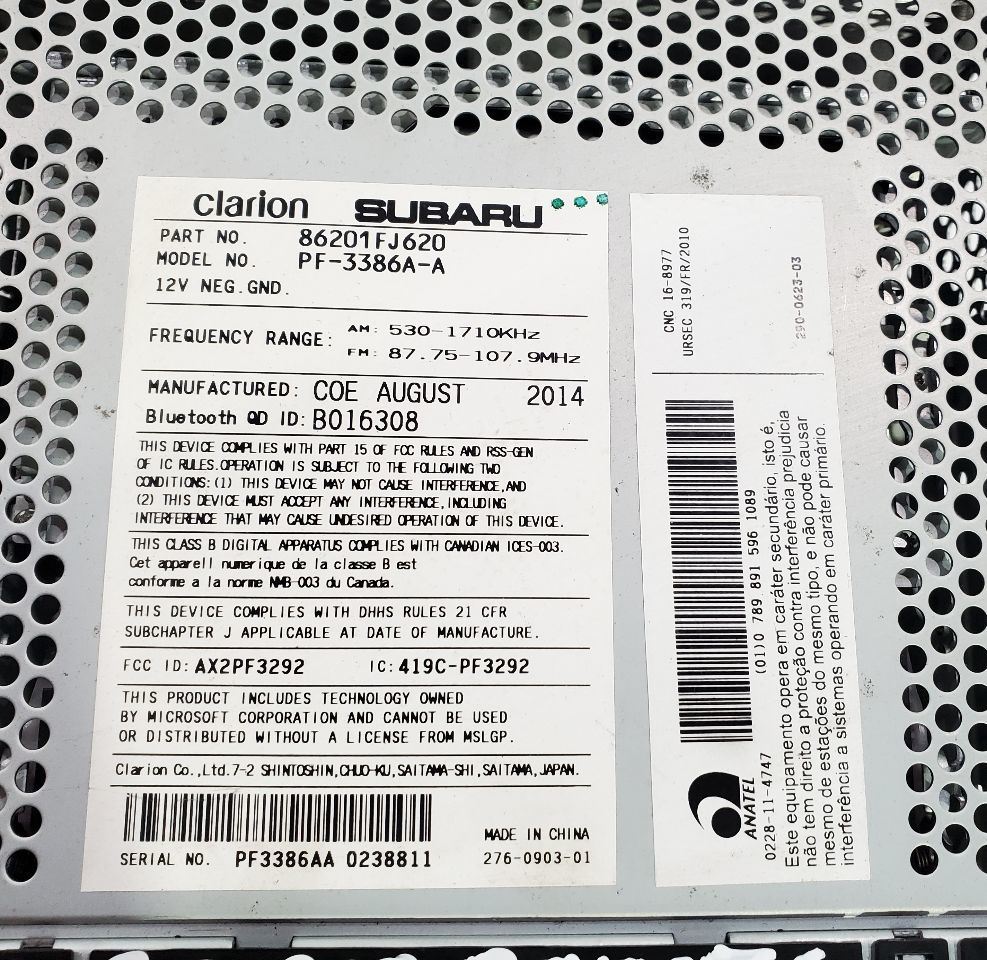 clarion SUBARU
PART NO. 86201FJ620
MODEL NO. PF-3386A-A
12V NEG.GND.
FREQUENCY RANGE: AM: 530-1710KHz
FM: 87.75-107.9MHz
MANUFACTURED: COE AUGUST 2014
Bluetooth QD ID: B016308
THIS DEVICE COMPLIES WITH PART 15 OF FCC RULES AND RSS-GEN
OF IC RULES.OPERATION IS SUBJECT TO THE FOLLOWING TWO
CONDITIONS: (1) THIS DEVICE MAY NOT CAUSE INTERFERENCE,AND
(2) THIS DEVICE MUST ACCEPT ANY INTERFERENCE,INCLUDING
INTERFERENCE THAT MAY CAUSE UNDESIRED OPERATION OF THIS DEVICE.
THIS CLASS B DIGITAL APPARATUS COMPLIES WITH CANADIAN ICES-003.
Cet appareil numerique de la classe B est
conforme a la norme NMB-003 du Canada.
THIS DEVICE COMPLIES WITH DHHS RULES 21 CFR
SUBCHAPTER J APPLICABLE AT DATE OF MANUFACTURE.
FCC ID: AX2PF3292 IC: 419C-PF3292
THIS PRODUCT INCLUDES TECHNOLOGY OWNED
BY MICROSOFT CORPORATION AND CANNOT BE USED
OR DISTRIBUTED WITHOUT A LICENSE FROM MSLGP.
Clarion Co.,Ltd.7-2 SHINTOSHIN,CHUO-KU,SAITAMA-SHI,SAITAMA,JAPAN.
MADE IN CHINA
SERIAL NO. PF3386AA 0238811 276-0903-01
CNC 16-8977
URSEC 319/FR/2010
290-0623-03
(01)0 789 891 596 1089
ANATEL
0228-11-4747
Este equipamento opera em caráter secundário, isto é,
não tem direito a proteção contra interferência prejudicia
mesmo de estações do mesmo tipo, e não pode causar
interferência a sistemas operando em caráter primário.